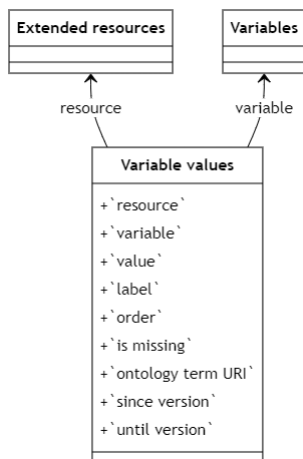 Extended resources
Variables
resource
variable
Variable values
+`resource`
+`variable`
+`value`
+`label`
+`order`
+`is missing`
+`ontology term URI`
+`since version`
+`until version`